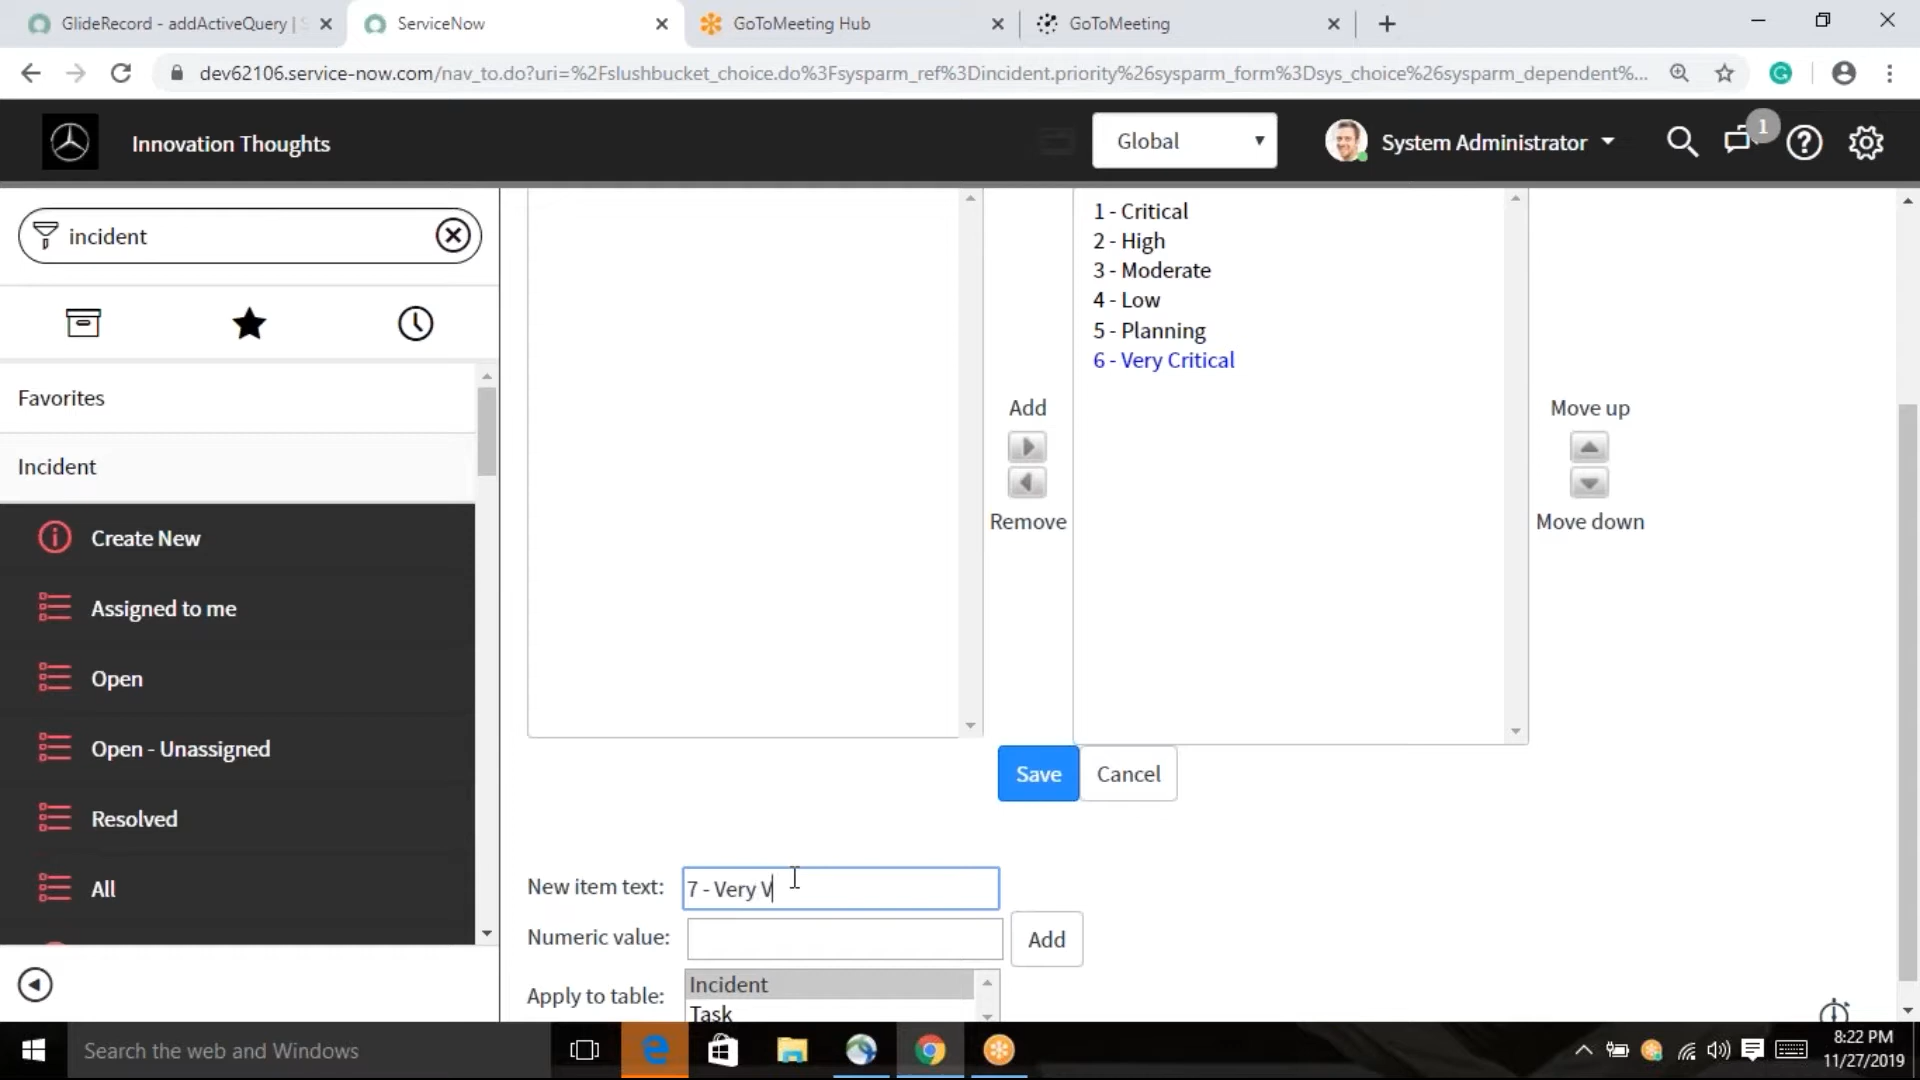 GlideRecord - addActiveQuery | S
ServiceNow
GoToMeeting Hub
GoToMeeting
dev62106.service-now.com/nav_to.do?uri=%2Fslushbucket_choice.do%3Fsysparm_ref%3Dincident.priority%26sysparm_form%3Dsys_choice%26sysparm_dependent%...
Innovation Thoughts
Global
System Administrator
1
incident
Favorites
Incident
Create New
Assigned to me
Open
Open - Unassigned
Resolved
All
1 - Critical
2 - High
3 - Moderate
4 - Low
5 - Planning
6 - Very Critical
Add
Remove
Move up
Move down
Save
Cancel
New item text: 7 - Very V
Numeric value:
Add
Apply to table: Incident
Task
Search the web and Windows
8:22 PM
11/27/2019